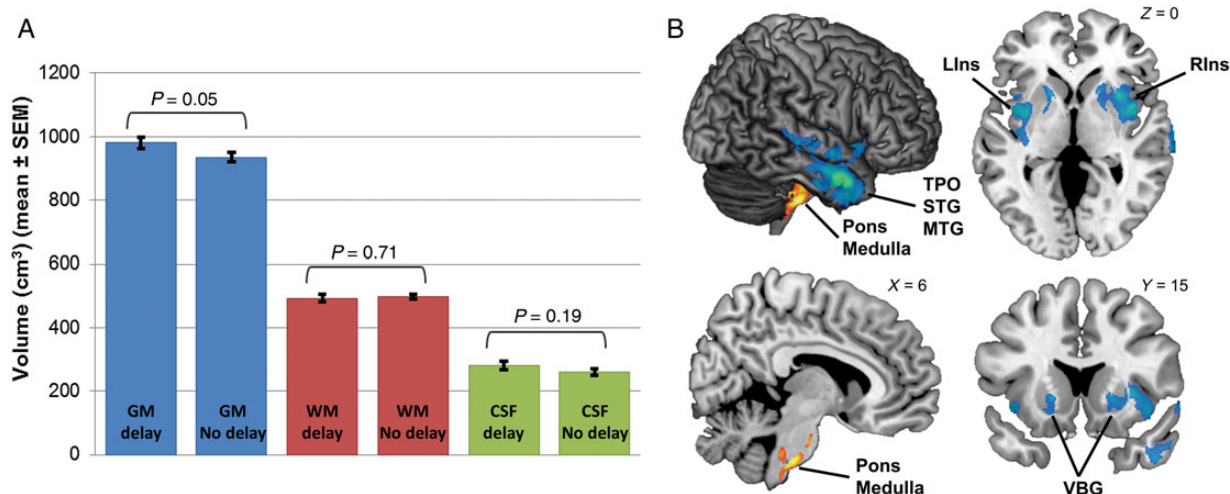 A
Volume (cm³) (mean ± SEM)
1200
1000
800
600
400
200
0
P = 0.05
P = 0.71
P = 0.19
GM
delay
GM
No delay
WM
delay
WM
No delay
CSF
delay
CSF
No delay
B
Z = 0
LIns
RIns
TPO
STG
MTG
Pons
Medulla
X = 6
Pons
Medulla
Y = 15
VBG